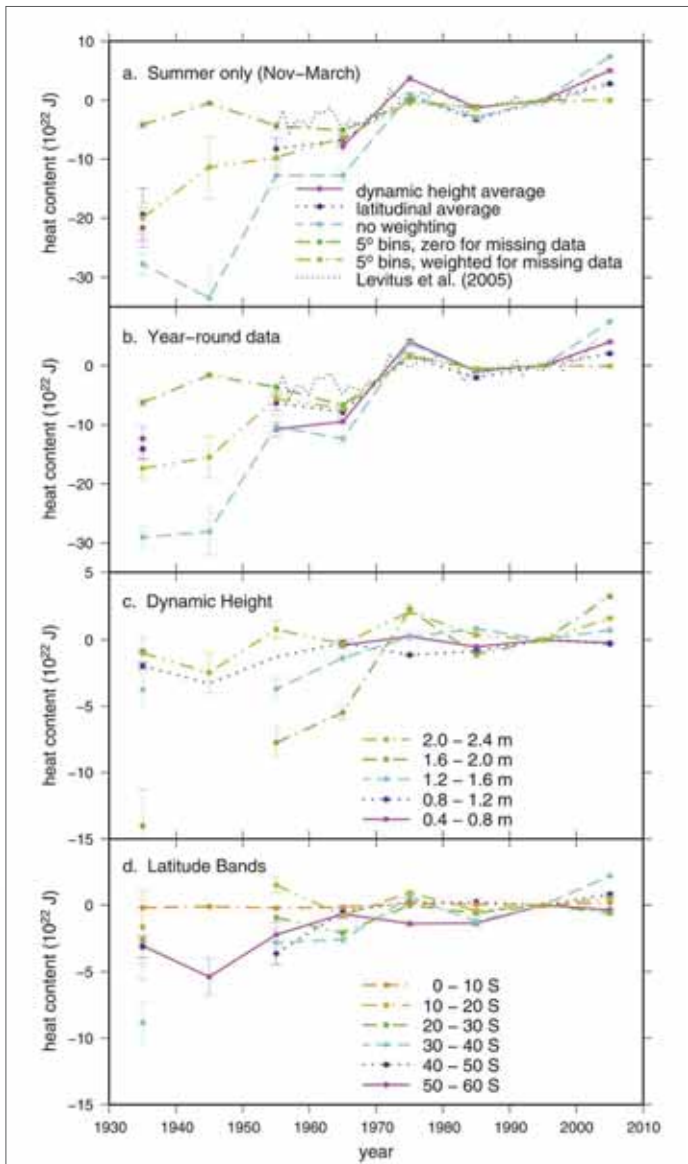 10
0
−10
−20
−30
heat content (10²² J)
a. Summer only (Nov−March)
dynamic height average
latitudinal average
no weighting
5º bins, zero for missing data
5º bins, weighted for missing data
Levitus et al. (2005)
0
−10
−20
−30
heat content (10²² J)
b. Year−round data
5
0
−5
−10
−15
heat content (10²² J)
c. Dynamic Height
2.0 − 2.4 m
1.6 − 2.0 m
1.2 − 1.6 m
0.8 − 1.2 m
0.4 − 0.8 m
0
−5
−10
−15
heat content (10²² J)
d. Latitude Bands
0 − 10 S
10 − 20 S
20 − 30 S
30 − 40 S
40 − 50 S
50 − 60 S
1930 1940 1950 1960 1970 1980 1990 2000 2010
year